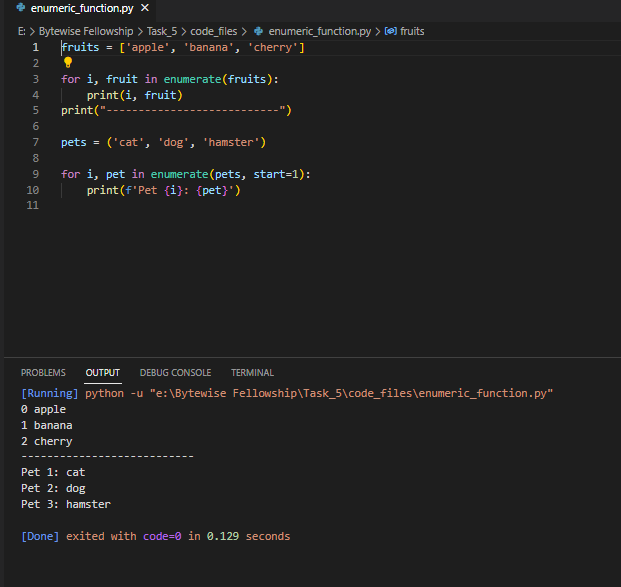 enumeric_function.py ×
E: > Bytewise Fellowship > Task_5 > code_files > enumeric_function.py > fruits
1 fruits = ['apple', 'banana', 'cherry']
2
3 for i, fruit in enumerate(fruits):
4     print(i, fruit)
5 print("---------------------------")
6
7 pets = ('cat', 'dog', 'hamster')
8
9 for i, pet in enumerate(pets, start=1):
10     print(f'Pet {i}: {pet}')
11
PROBLEMS OUTPUT DEBUG CONSOLE TERMINAL
[Running] python -u "e:\Bytewise Fellowship\Task_5\code_files\enumeric_function.py"
0 apple
1 banana
2 cherry
---------------------------
Pet 1: cat
Pet 2: dog
Pet 3: hamster
[Done] exited with code=0 in 0.129 seconds